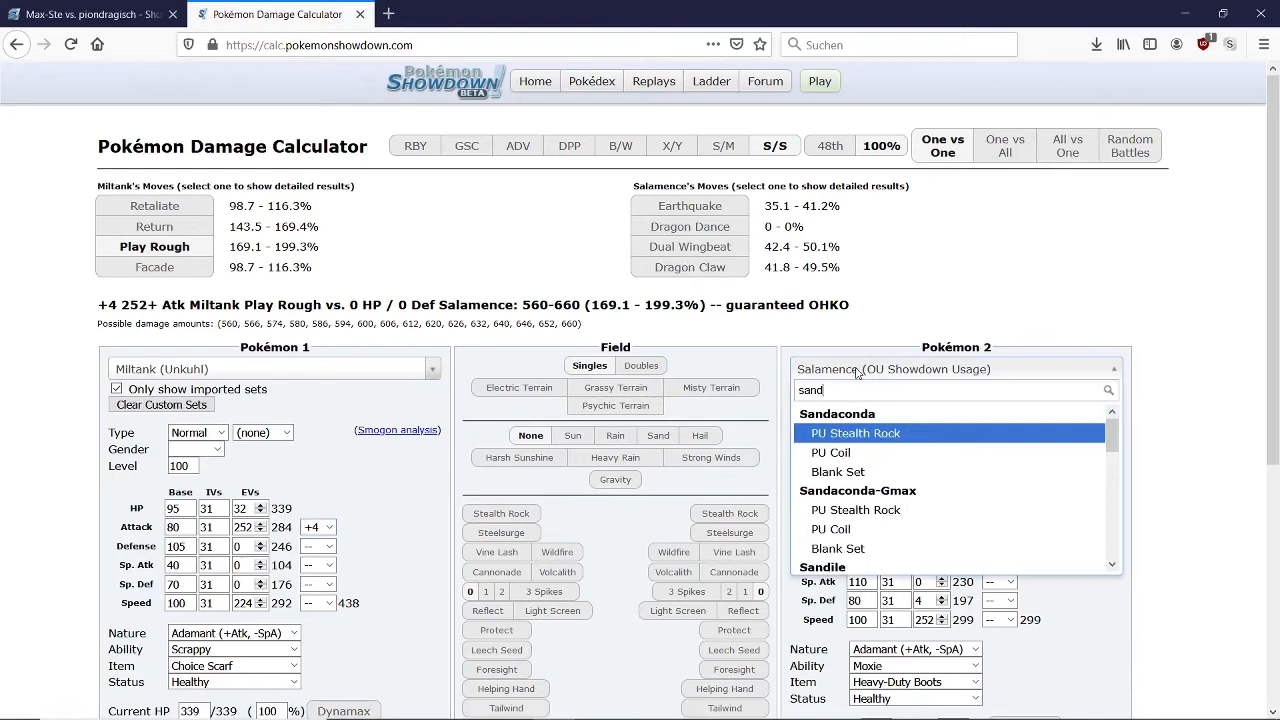 Max-Ste vs. piondragisch - Sho
Pokémon Damage Calculator
https://calc.pokemonshowdown.com
Suchen
1
S
Pokémon SHOWDOWN! BETA
Home Pokédex Replays Ladder Forum Play
Pokémon Damage Calculator
RBY GSC ADV DPP B/W X/Y S/M S/S 48th 100%
One vs One
One vs All
All vs One
Random Battles
Miltank's Moves (select one to show detailed results)
Retaliate 98.7 - 116.3%
Return 143.5 - 169.4%
Play Rough 169.1 - 199.3%
Facade 98.7 - 116.3%
Salamence's Moves (select one to show detailed results)
Earthquake 35.1 - 41.2%
Dragon Dance 0 - 0%
Dual Wingbeat 42.4 - 50.1%
Dragon Claw 41.8 - 49.5%
+4 252+ Atk Miltank Play Rough vs. 0 HP / 0 Def Salamence: 560-660 (169.1 - 199.3%) -- guaranteed OHKO
Possible damage amounts: (560, 566, 574, 580, 586, 594, 600, 606, 612, 620, 626, 632, 640, 646, 652, 660)
Pokémon 1
Miltank (Unkuhl)
Only show imported sets
Clear Custom Sets
Type Normal (none) (Smogon analysis)
Gender
Level 100
Base IVs EVs
HP 95 31 32 339
Attack 80 31 252 284 +4
Defense 105 31 0 246 --
Sp. Atk 40 31 0 104 --
Sp. Def 70 31 0 176 --
Speed 100 31 224 292 -- 438
Nature Adamant (+Atk, -SpA)
Ability Scrappy
Item Choice Scarf
Status Healthy
Current HP 339 /339 ( 100 %) Dynamax
Field
Singles Doubles
Electric Terrain Grassy Terrain Misty Terrain
Psychic Terrain
None Sun Rain Sand Hail
Harsh Sunshine Heavy Rain Strong Winds
Gravity
Stealth Rock Stealth Rock
Steelsurge Steelsurge
Vine Lash Wildfire Wildfire Vine Lash
Cannonade Volcalith Volcalith Cannonade
0 1 2 3 Spikes 3 Spikes 2 1 0
Reflect Light Screen Light Screen Reflect
Protect Protect
Leech Seed Leech Seed
Foresight Foresight
Helping Hand Helping Hand
Tailwind Tailwind
Pokémon 2
Salamence (OU Showdown Usage)
sand
Sandaconda
PU Stealth Rock
PU Coil
Blank Set
Sandaconda-Gmax
PU Stealth Rock
PU Coil
Blank Set
Sandile
Sp. Atk 110 31 0 230 --
Sp. Def 80 31 4 197 --
Speed 100 31 252 299 -- 299
Nature Adamant (+Atk, -SpA)
Ability Moxie
Item Heavy-Duty Boots
Status Healthy